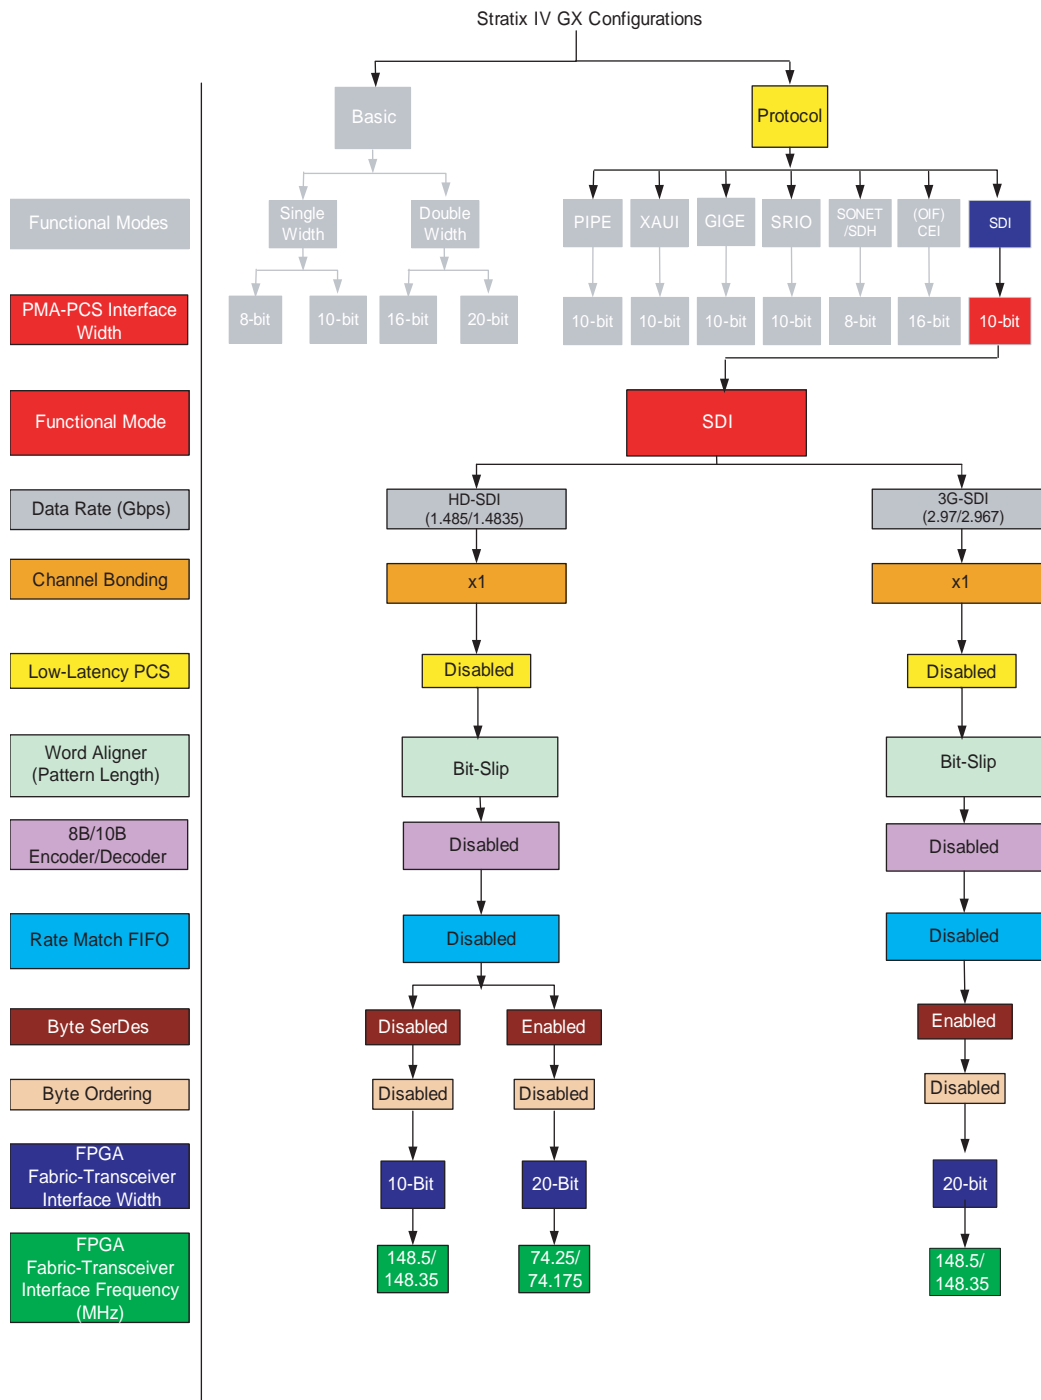 Stratix IV GX Configurations
Basic
Protocol
Functional Modes
Single
Width
Double
Width
PIPE
XAUI
GIGE
SRIO
SONET
/SDH
(OIF)
CEI
SDI
PMA-PCS Interface
Width
8-bit
10-bit
16-bit
20-bit
10-bit
10-bit
10-bit
10-bit
8-bit
16-bit
10-bit
Functional Mode
SDI
Data Rate (Gbps)
HD-SDI
(1.485/1.4835)
3G-SDI
(2.97/2.967)
Channel Bonding
x1
x1
Low-Latency PCS
Disabled
Disabled
Word Aligner
(Pattern Length)
Bit-Slip
Bit-Slip
8B/10B
Encoder/Decoder
Disabled
Disabled
Rate Match FIFO
Disabled
Disabled
Byte SerDes
Disabled
Enabled
Enabled
Byte Ordering
Disabled
Disabled
Disabled
FPGA
Fabric-Transceiver
Interface Width
10-Bit
20-Bit
20-bit
FPGA
Fabric-Transceiver
Interface Frequency
(MHz)
148.5/
148.35
74.25/
74.175
148.5/
148.35